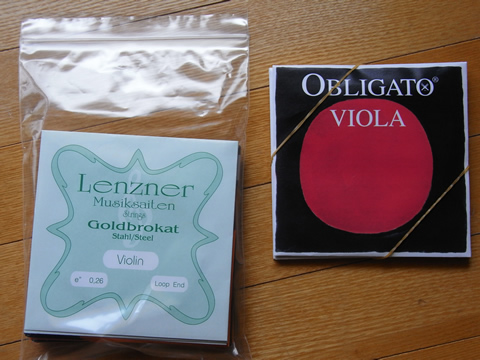 Lenzner
Musiksaiten
Strings
Goldbrokat
Stahl/Steel
Violin
e" 0,26
Loop End
OBLIGATO®
VIOLA